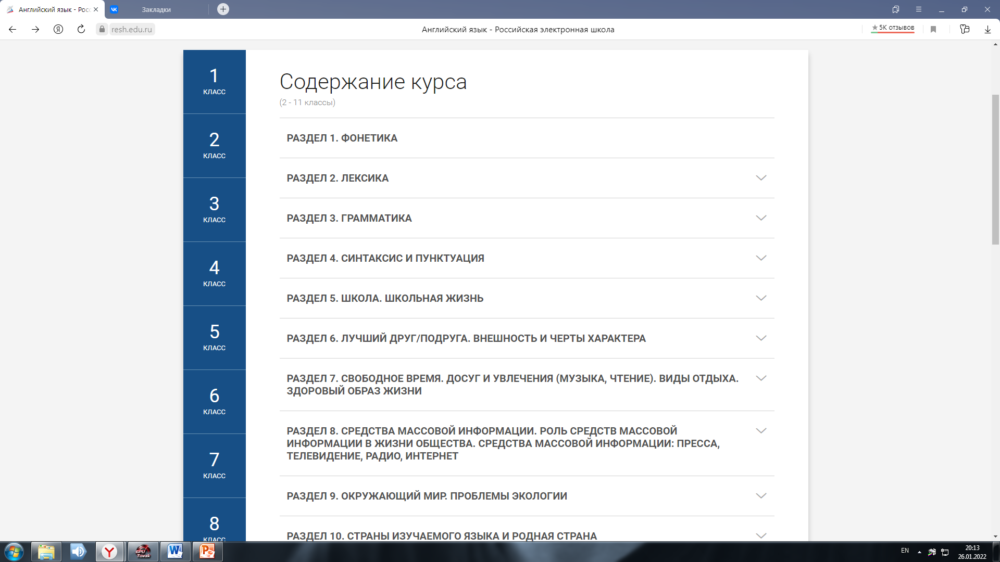 Английский язык - Росс
Закладки
resh.edu.ru
Английский язык - Российская электронная школа
5K отзывов
1
КЛАСС
2
КЛАСС
3
КЛАСС
4
КЛАСС
5
КЛАСС
6
КЛАСС
7
КЛАСС
8
КЛАСС
Содержание курса
(2 - 11 классы)
РАЗДЕЛ 1. ФОНЕТИКА
РАЗДЕЛ 2. ЛЕКСИКА
РАЗДЕЛ 3. ГРАММАТИКА
РАЗДЕЛ 4. СИНТАКСИС И ПУНКТУАЦИЯ
РАЗДЕЛ 5. ШКОЛА. ШКОЛЬНАЯ ЖИЗНЬ
РАЗДЕЛ 6. ЛУЧШИЙ ДРУГ/ПОДРУГА. ВНЕШНОСТЬ И ЧЕРТЫ ХАРАКТЕРА
РАЗДЕЛ 7. СВОБОДНОЕ ВРЕМЯ. ДОСУГ И УВЛЕЧЕНИЯ (МУЗЫКА, ЧТЕНИЕ). ВИДЫ ОТДЫХА.
ЗДОРОВЫЙ ОБРАЗ ЖИЗНИ
РАЗДЕЛ 8. СРЕДСТВА МАССОВОЙ ИНФОРМАЦИИ. РОЛЬ СРЕДСТВ МАССОВОЙ
ИНФОРМАЦИИ В ЖИЗНИ ОБЩЕСТВА. СРЕДСТВА МАССОВОЙ ИНФОРМАЦИИ: ПРЕССА,
ТЕЛЕВИДЕНИЕ, РАДИО, ИНТЕРНЕТ
РАЗДЕЛ 9. ОКРУЖАЮЩИЙ МИР. ПРОБЛЕМЫ ЭКОЛОГИИ
РАЗДЕЛ 10. СТРАНЫ ИЗУЧАЕМОГО ЯЗЫКА И РОДНАЯ СТРАНА
GPU
Tweak
EN
20:13
26.01.2022